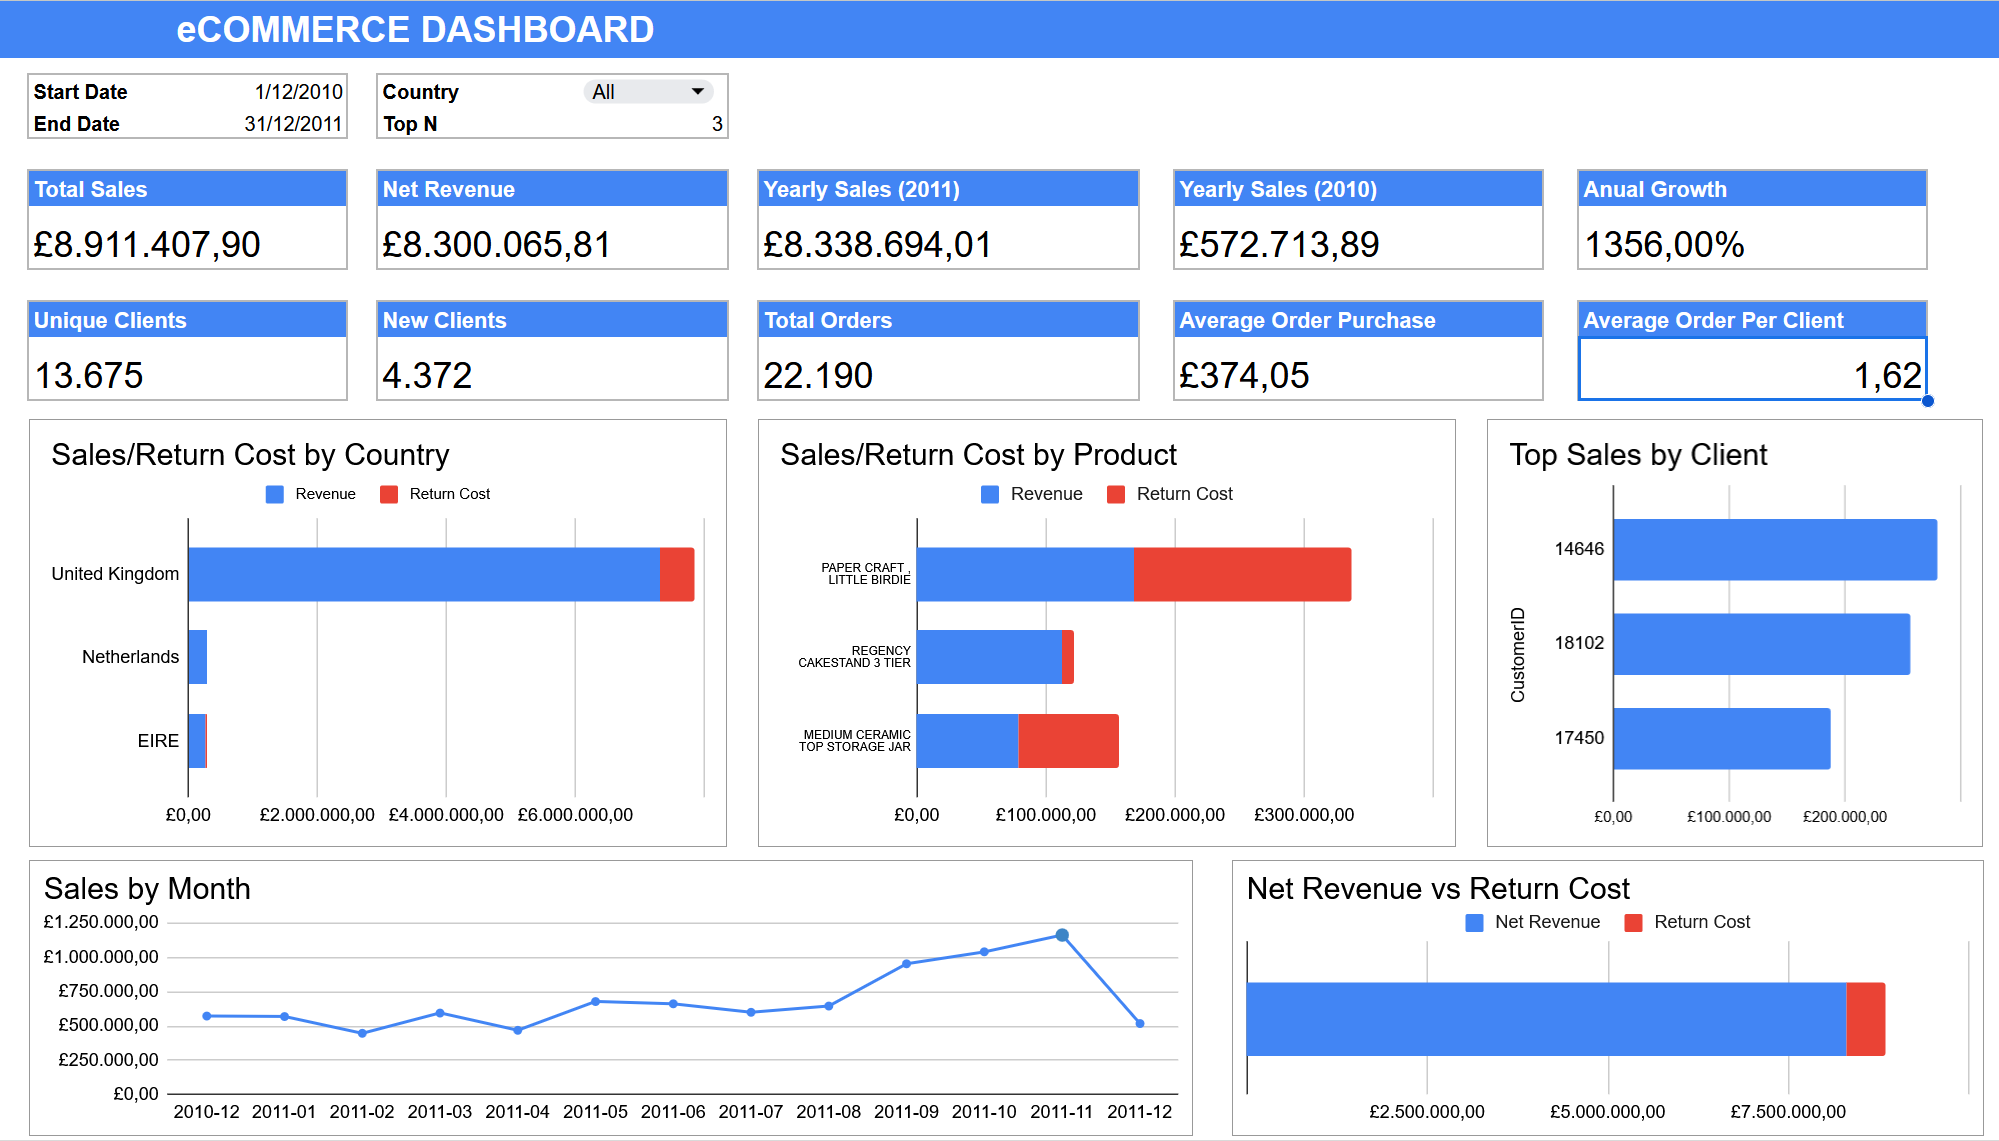 eCOMMERCE DASHBOARD
Start Date 1/12/2010
End Date 31/12/2011
Country All
Top N 3
Total Sales
£8.911.407,90
Net Revenue
£8.300.065,81
Yearly Sales (2011)
£8.338.694,01
Yearly Sales (2010)
£572.713,89
Anual Growth
1356,00%
Unique Clients
13.675
New Clients
4.372
Total Orders
22.190
Average Order Purchase
£374,05
Average Order Per Client
1,62
Sales/Return Cost by Country
Revenue Return Cost
United Kingdom
Netherlands
EIRE
£0,00 £2.000.000,00 £4.000.000,00 £6.000.000,00
Sales/Return Cost by Product
Revenue Return Cost
PAPER CRAFT ,
LITTLE BIRDIE
REGENCY
CAKESTAND 3 TIER
MEDIUM CERAMIC
TOP STORAGE JAR
£0,00 £100.000,00 £200.000,00 £300.000,00
Top Sales by Client
CustomerID
14646
18102
17450
£0,00 £100.000,00 £200.000,00
Sales by Month
£1.250.000,00
£1.000.000,00
£750.000,00
£500.000,00
£250.000,00
£0,00
2010-12 2011-01 2011-02 2011-03 2011-04 2011-05 2011-06 2011-07 2011-08 2011-09 2011-10 2011-11 2011-12
Net Revenue vs Return Cost
Net Revenue Return Cost
£2.500.000,00 £5.000.000,00 £7.500.000,00